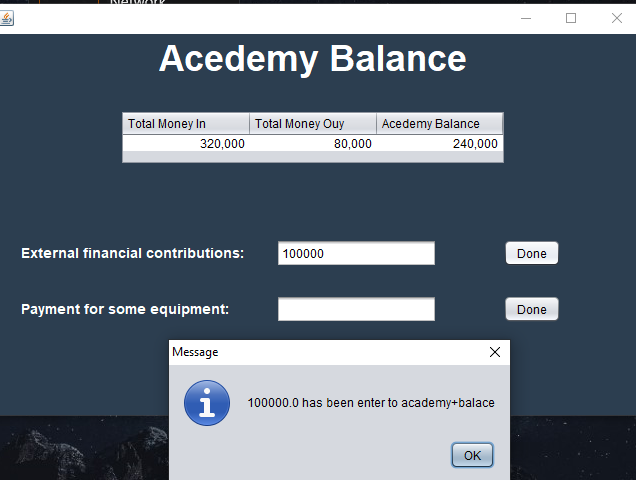 Network
Acedemy Balance
Total Money In Total Money Ouy Acedemy Balance
320,000 80,000 240,000
External financial contributions: 100000 Done
Payment for some equipment: Done
Message
100000.0 has been enter to academy+balace
OK